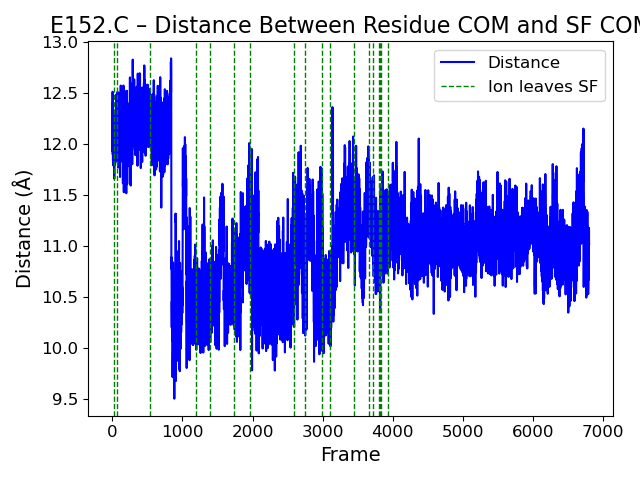 E152.C – Distance Between Residue COM and SF COM
Distance
Ion leaves SF
Distance (Å)
13.0
12.5
12.0
11.5
11.0
10.5
10.0
9.5
0 1000 2000 3000 4000 5000 6000 7000
Frame